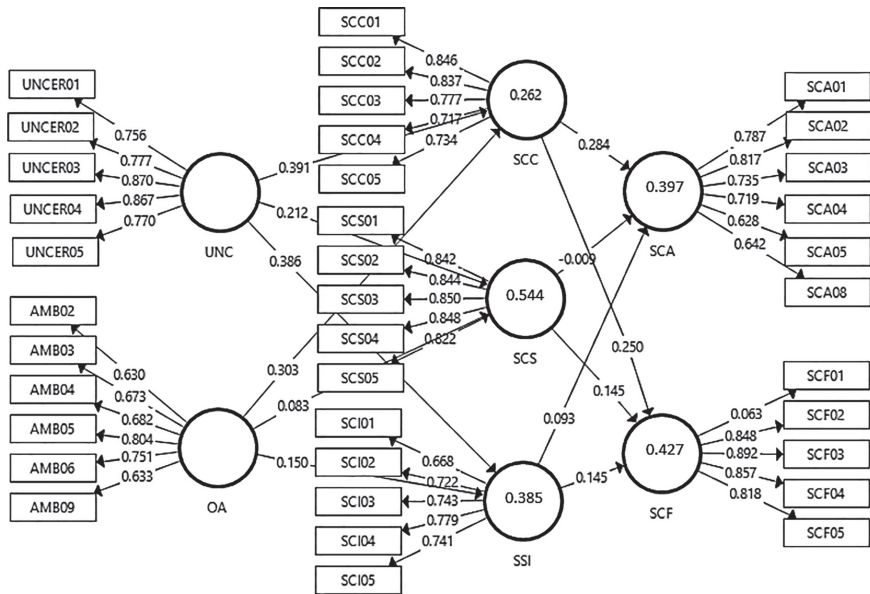 UNCER01
UNCER02
UNCER03
UNCER04
UNCER05
0.756
0.777
0.870
0.867
0.770
UNC
AMB02
AMB03
AMB04
AMB05
AMB06
AMB09
0.630
0.673
0.682
0.804
0.751
0.633
OA
0.391
0.212
0.386
0.303
0.083
0.150
SCC01
SCC02
SCC03
SCC04
SCC05
0.846
0.837
0.777
0.717
0.734
0.262
SCC
SCS01
SCS02
SCS03
SCS04
SCS05
0.842
0.844
0.850
0.848
0.822
0.544
SCS
SCI01
SCI02
SCI03
SCI04
SCI05
0.668
0.722
0.743
0.779
0.741
0.385
SSI
0.284
-0.009
0.250
0.145
0.093
0.145
0.397
SCA
0.787
0.817
0.735
0.719
0.628
0.642
SCA01
SCA02
SCA03
SCA04
SCA05
SCA08
0.427
SCF
0.063
0.848
0.892
0.857
0.818
SCF01
SCF02
SCF03
SCF04
SCF05